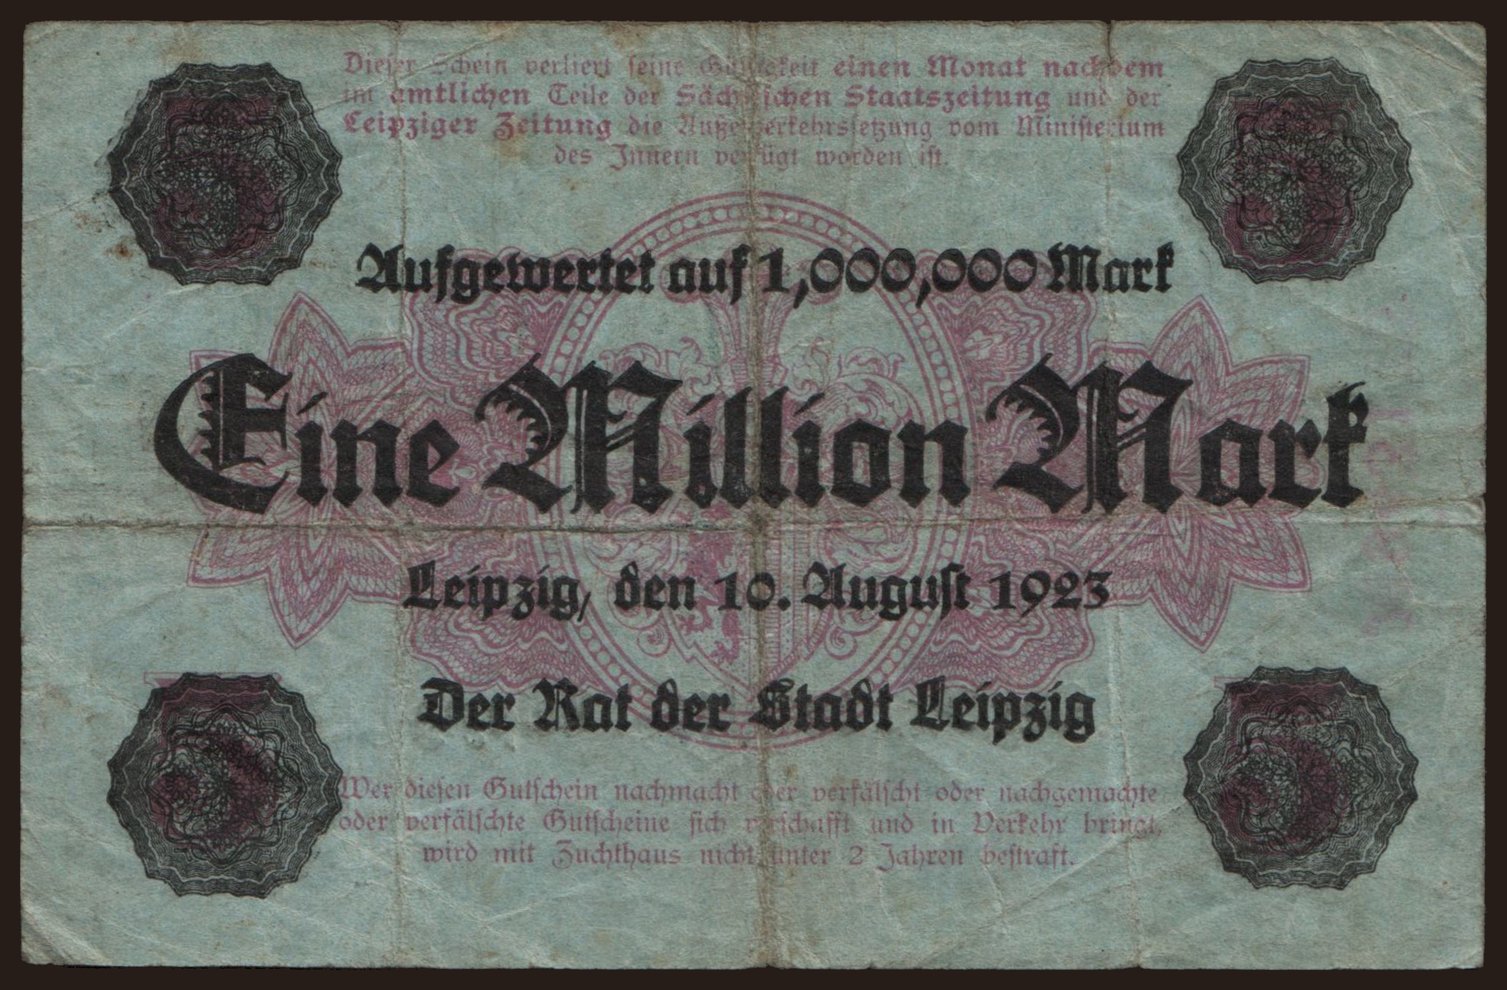 Dieser Schein verliert seine Gültigkeit einen Monat nachdem
im amtlichen Teile der Sächsischen Staatszeitung und der
Leipziger Zeitung die Außerverkehrssetzung vom Ministerium
des Innern verfügt worden ist.
Aufgewertet auf 1,000,000 Mark
Eine Million Mark
Leipzig, den 10. August 1923
Der Rat der Stadt Leipzig
Wer diesen Gutschein nachmacht oder verfälscht oder nachgemachte
oder verfälschte Gutscheine sich verschafft und in Verkehr bringt,
wird mit Zuchthaus nicht unter 2 Jahren bestraft.